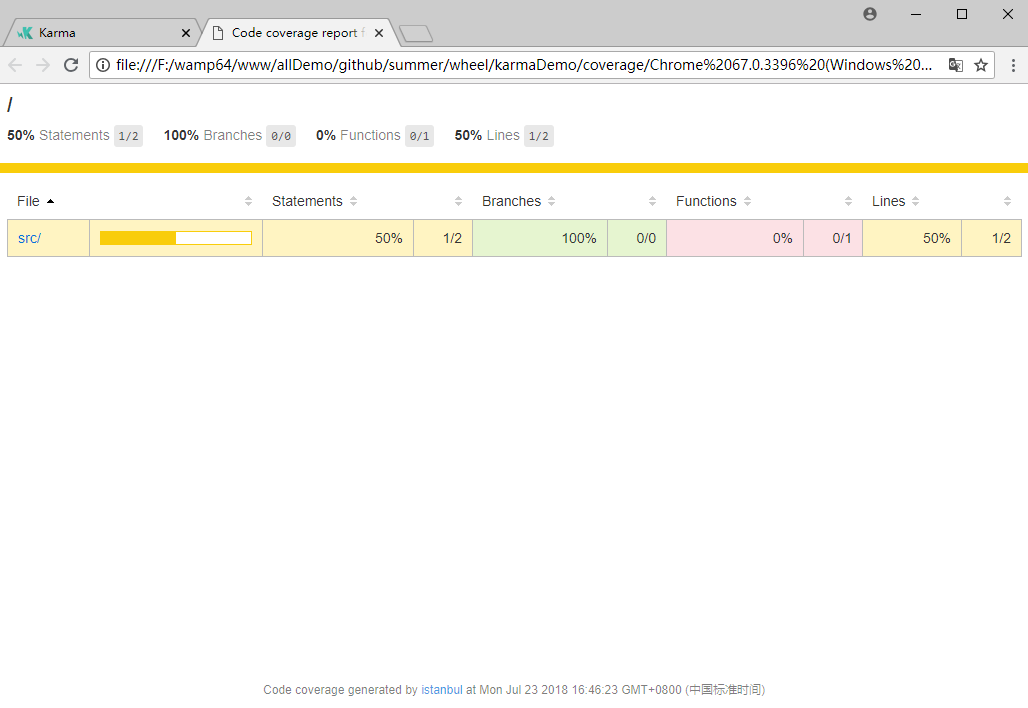 Karma
Code coverage report f
file:///F:/wamp64/www/allDemo/github/summer/wheel/karmaDemo/coverage/Chrome%2067.0.3396%20(Windows%20...
/
50% Statements 1/2 100% Branches 0/0 0% Functions 0/1 50% Lines 1/2
File Statements Branches Functions Lines
src/ 50% 1/2 100% 0/0 0% 0/1 50% 1/2
Code coverage generated by istanbul at Mon Jul 23 2018 16:46:23 GMT+0800 (中国标准时间)